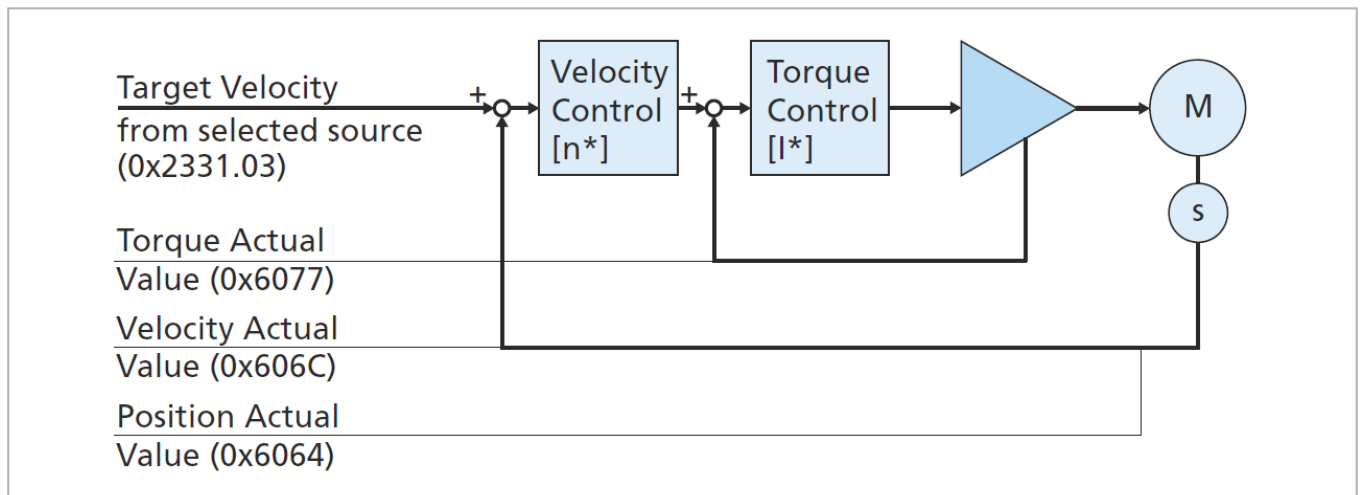 Target Velocity
from selected source
(0x2331.03)
+
Velocity
Control
[n*]
+
Torque
Control
[I*]
M
s
Torque Actual
Value (0x6077)
Velocity Actual
Value (0x606C)
Position Actual
Value (0x6064)